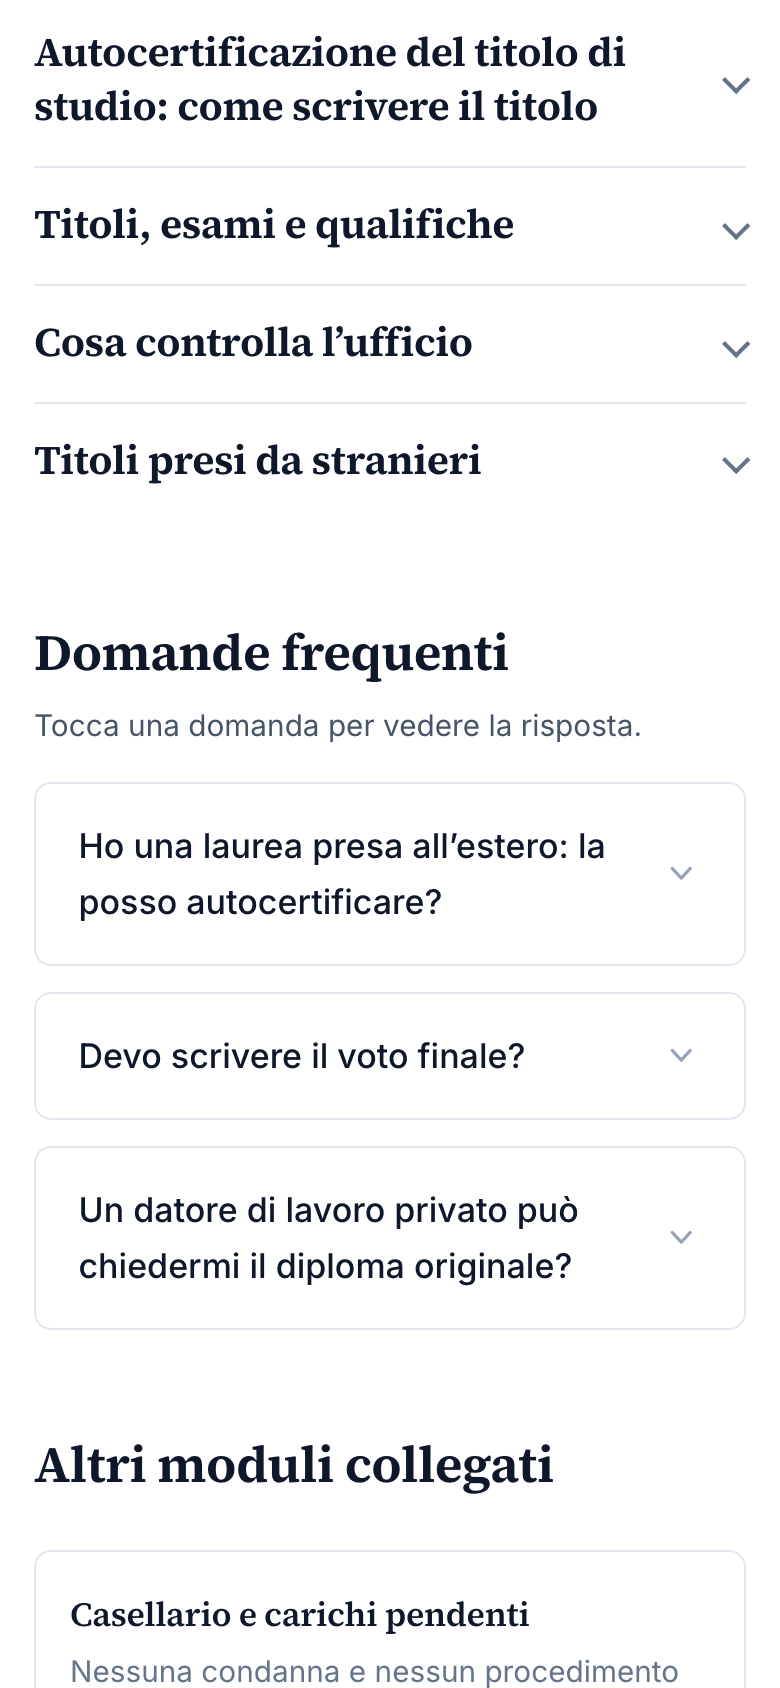 Autocertificazione del titolo di
studio: come scrivere il titolo
Titoli, esami e qualifiche
Cosa controlla l’ufficio
Titoli presi da stranieri
Domande frequenti
Tocca una domanda per vedere la risposta.
Ho una laurea presa all’estero: la
posso autocertificare?
Devo scrivere il voto finale?
Un datore di lavoro privato può
chiedermi il diploma originale?
Altri moduli collegati
Casellario e carichi pendenti
Nessuna condanna e nessun procedimento